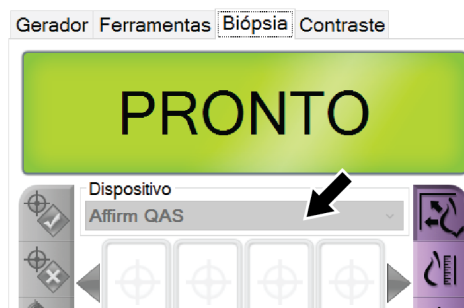 Gerador Ferramentas Biópsia Contraste
PRONTO
Dispositivo
Affirm QAS